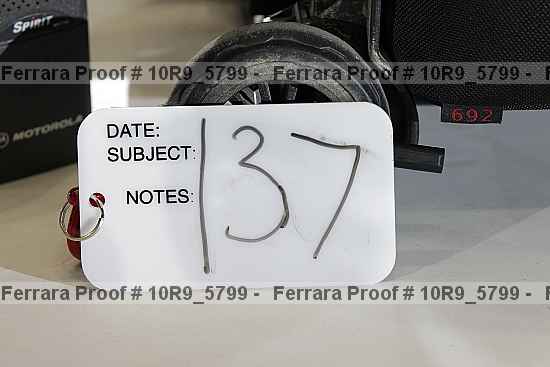 SPIRIT
Ferrara Proof # 10R9_5799 - Ferrara Proof # 10R9_5799 - F
692
MOTOROLA
DATE:
SUBJECT:
NOTES:
137
Ferrara Proof # 10R9_5799 - Ferrara Proof # 10R9_5799 - F